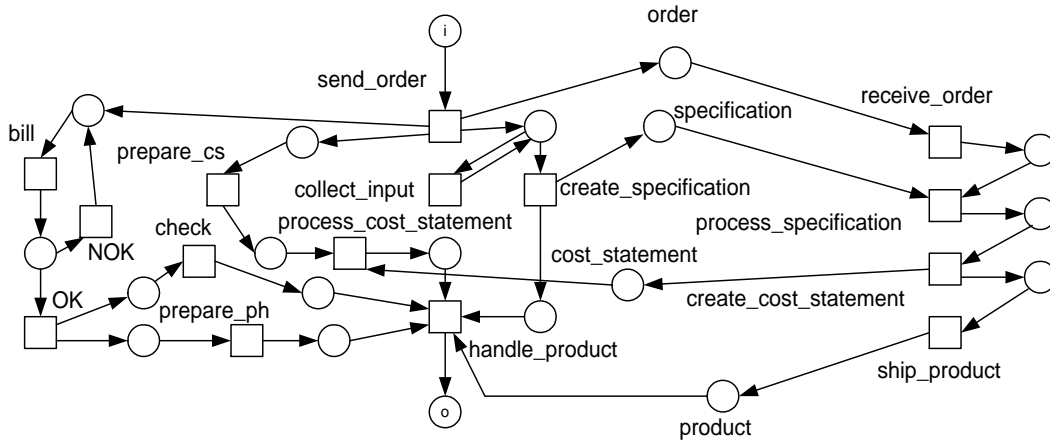 order
i
send_order
receive_order
specification
bill
prepare_cs
collect_input
create_specification
process_cost_statement
process_specification
check
NOK
cost_statement
OK
create_cost_statement
prepare_ph
handle_product
ship_product
o
product